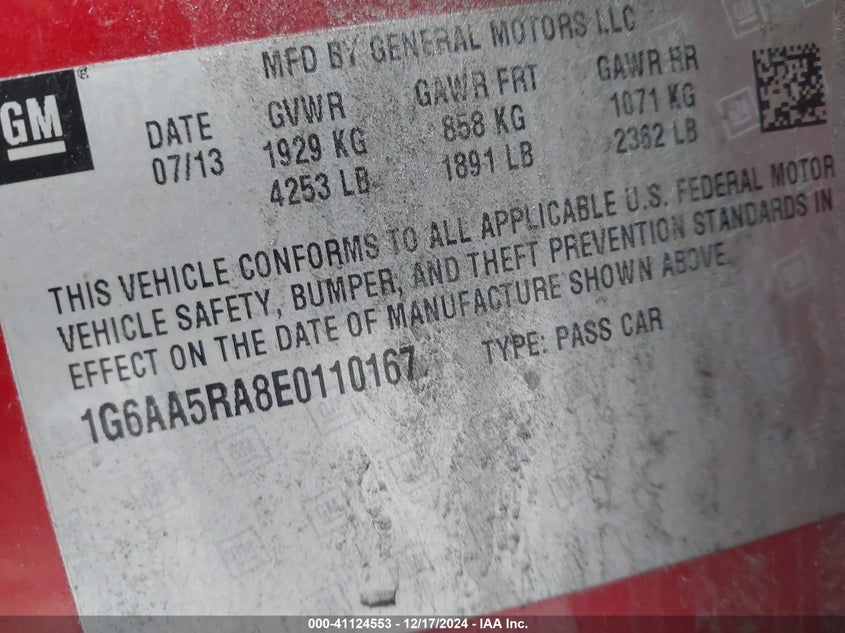 MFD BY GENERAL MOTORS LLC
GM
DATE GVWR GAWR FRT GAWR RR
07/13 1929 KG 858 KG 1071 KG
4253 LB 1891 LB 2362 LB
THIS VEHICLE CONFORMS TO ALL APPLICABLE U.S. FEDERAL MOTOR
VEHICLE SAFETY, BUMPER, AND THEFT PREVENTION STANDARDS IN
EFFECT ON THE DATE OF MANUFACTURE SHOWN ABOVE.
1G6AA5RA8E0110167 TYPE: PASS CAR
000-41124553 - 12/17/2024 - IAA Inc.